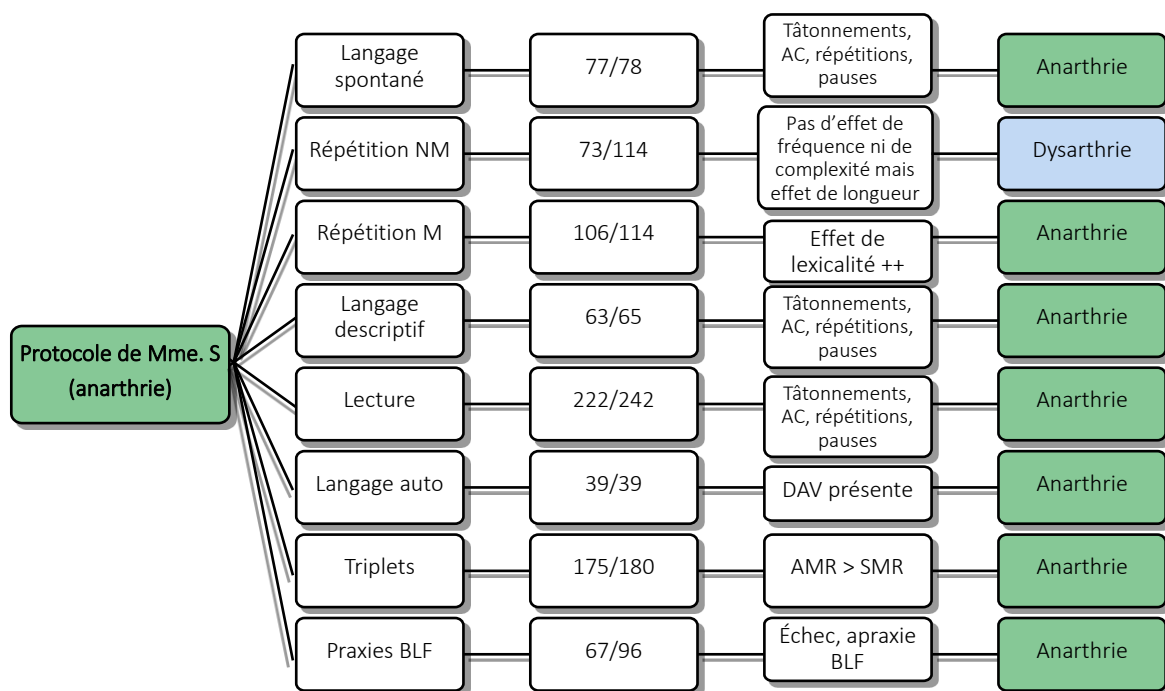 Protocole de Mme. S
(anarthrie)
Langage
spontané
77/78
Tâtonnements,
AC, répétitions,
pauses
Anarthrie
Répétition NM
73/114
Pas d’effet de
fréquence ni de
complexité mais
effet de longueur
Dysarthrie
Répétition M
106/114
Effet de
lexicalité ++
Anarthrie
Langage
descriptif
63/65
Tâtonnements,
AC, répétitions,
pauses
Anarthrie
Lecture
222/242
Tâtonnements,
AC, répétitions,
pauses
Anarthrie
Langage auto
39/39
DAV présente
Anarthrie
Triplets
175/180
AMR > SMR
Anarthrie
Praxies BLF
67/96
Échec, apraxie
BLF
Anarthrie